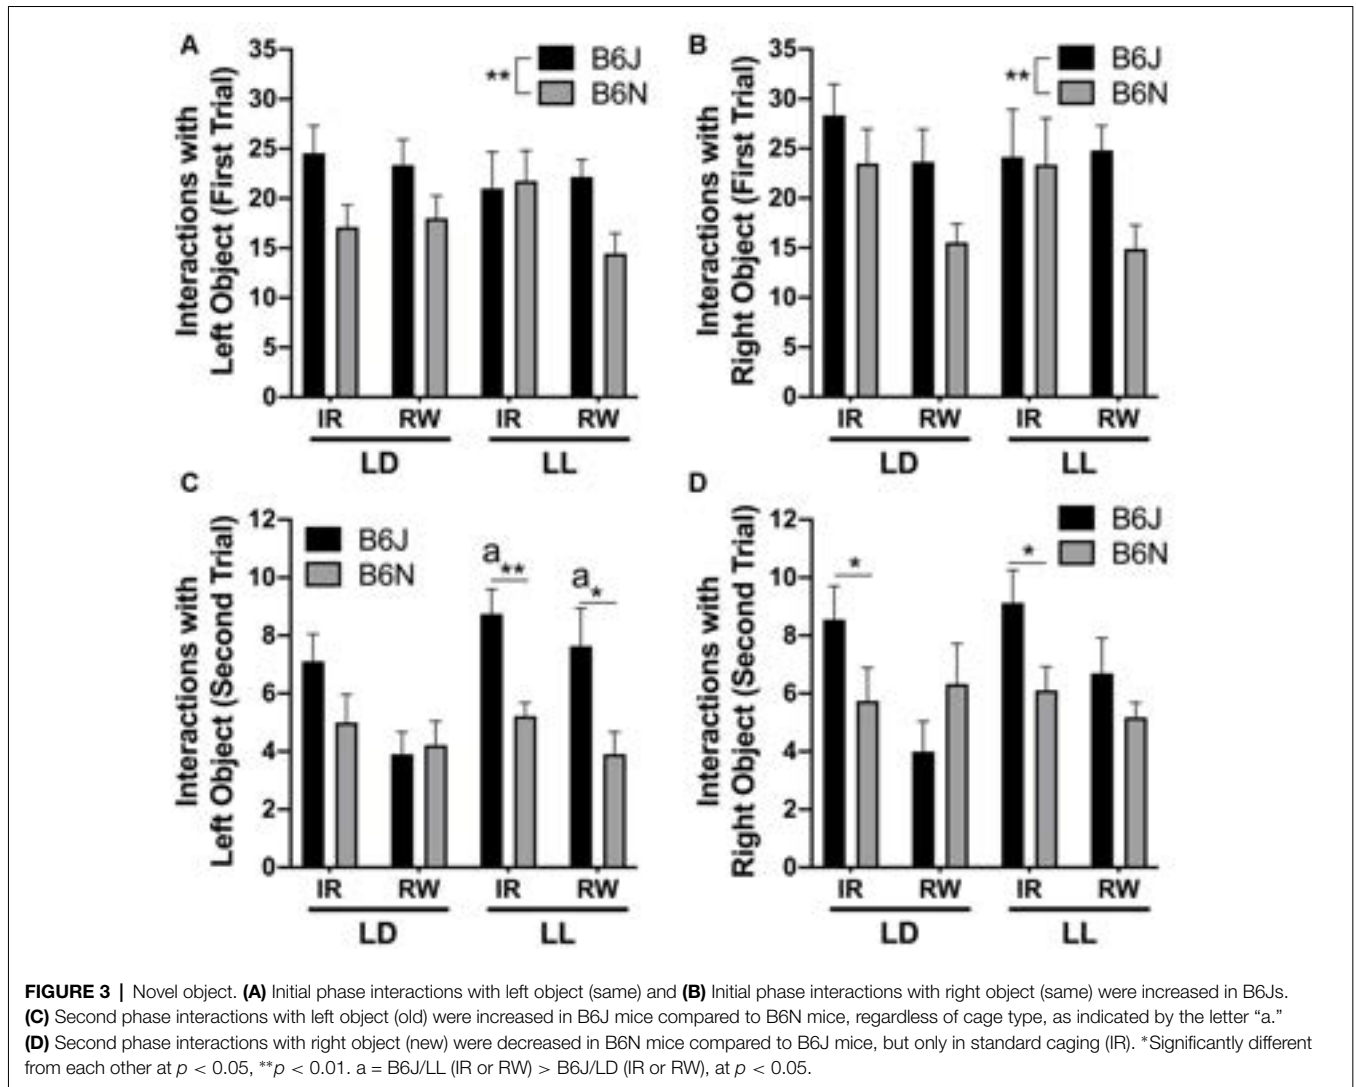 A
Interactions with
Left Object (First Trial)
35
30
25
20
15
10
5
0
** B6J
B6N
IR RW IR RW
LD LL
B
Interactions with
Right Object (First Trial)
35
30
25
20
15
10
5
0
** B6J
B6N
IR RW IR RW
LD LL
C
Interactions with
Left Object (Second Trial)
12
10
8
6
4
2
0
B6J
B6N
a **
a *
IR RW IR RW
LD LL
D
Interactions with
Right Object (Second Trial)
12
10
8
6
4
2
0
B6J
B6N
* *
IR RW IR RW
LD LL
FIGURE 3 | Novel object. (A) Initial phase interactions with left object (same) and (B) Initial phase interactions with right object (same) were increased in B6Js.
(C) Second phase interactions with left object (old) were increased in B6J mice compared to B6N mice, regardless of cage type, as indicated by the letter “a.”
(D) Second phase interactions with right object (new) were decreased in B6N mice compared to B6J mice, but only in standard caging (IR). *Significantly different
from each other at p < 0.05, **p < 0.01. a = B6J/LL (IR or RW) > B6J/LD (IR or RW), at p < 0.05.